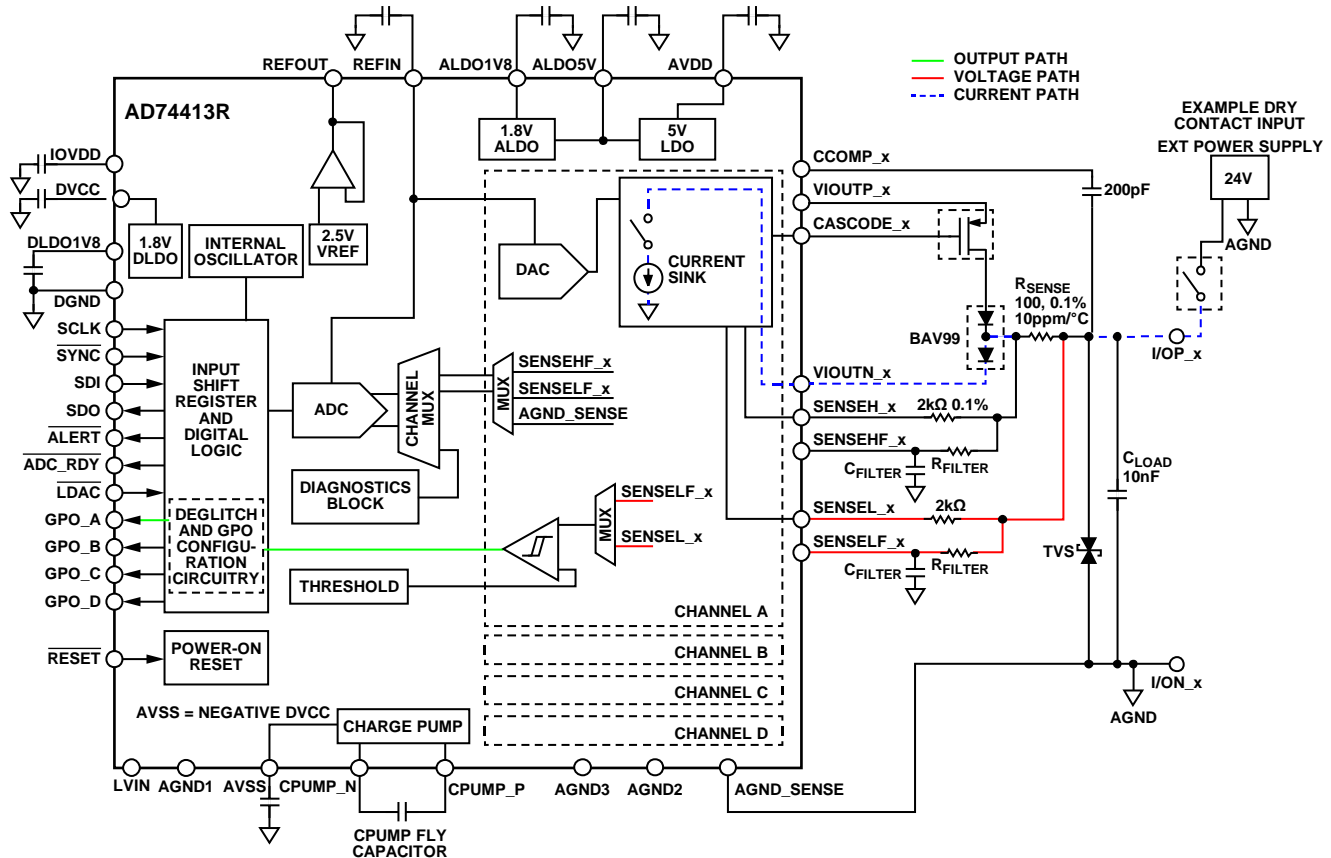 OUTPUT PATH
VOLTAGE PATH
CURRENT PATH
REFOUT
REFIN
ALDO1V8
ALDO5V
AVDD
AD74413R
EXAMPLE DRY
CONTACT INPUT
EXT POWER SUPPLY
24V
AGND
IOVDD
DVCC
DLDO1V8
DGND
SCLK
SYNC
SDI
SDO
ALERT
ADC_RDY
LDAC
GPO_A
GPO_B
GPO_C
GPO_D
RESET
1.8V
DLDO
INTERNAL
OSCILLATOR
2.5V
VREF
1.8V
ALDO
5V
LDO
INPUT
SHIFT
REGISTER
AND
DIGITAL
LOGIC
DEGLITCH
AND GPO
CONFIGU-
RATION
CIRCUITRY
POWER-ON
RESET
ADC
CHANNEL
MUX
DIAGNOSTICS
BLOCK
THRESHOLD
DAC
CURRENT
SINK
MUX
SENSEHF_x
SENSELF_x
AGND_SENSE
MUX
SENSELF_x
SENSEL_x
CHANNEL A
CHANNEL B
CHANNEL C
CHANNEL D
CCOMP_x
VIOUTP_x
CASCODE_x
200pF
RSENSE
100, 0.1%
10ppm/°C
BAV99
I/OP_x
VIOUTN_x
SENSEH_x
2kΩ 0.1%
SENSEHF_x
CFILTER
RFILTER
SENSEL_x
2kΩ
SENSELF_x
CFILTER
RFILTER
CLOAD
10nF
TVS
I/ON_x
AGND
AVSS = NEGATIVE DVCC
CHARGE PUMP
LVIN
AGND1
AVSS
CPUMP_N
CPUMP_P
AGND3
AGND2
AGND_SENSE
CPUMP FLY
CAPACITOR